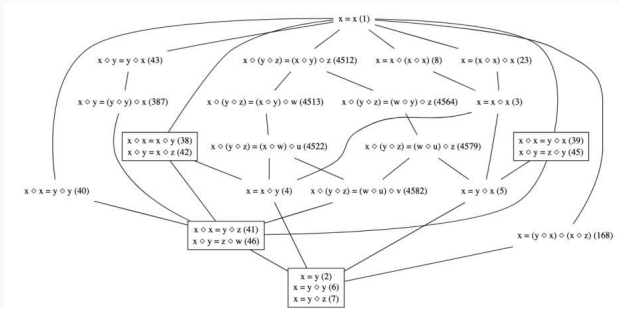 x = x (1)
x ◇ y = y ◇ x (43)
x ◇ (y ◇ z) = (x ◇ y) ◇ z (4512)
x = x ◇ (x ◇ x) (8)
x = (x ◇ x) ◇ x (23)
x ◇ y = (y ◇ y) ◇ x (387)
x ◇ (y ◇ z) = (x ◇ y) ◇ w (4513)
x ◇ (y ◇ z) = (w ◇ y) ◇ z (4564)
x = x ◇ x (3)
x ◇ x = x ◇ y (38)
x ◇ y = x ◇ z (42)
x ◇ (y ◇ z) = (x ◇ w) ◇ u (4522)
x ◇ (y ◇ z) = (w ◇ u) ◇ z (4579)
x ◇ x = y ◇ x (39)
x ◇ y = z ◇ y (45)
x ◇ x = y ◇ y (40)
x = x ◇ y (4)
x ◇ (y ◇ z) = (w ◇ u) ◇ v (4582)
x = y ◇ x (5)
x ◇ x = y ◇ z (41)
x ◇ y = z ◇ w (46)
x = (y ◇ x) ◇ (x ◇ z) (168)
x = y (2)
x = y ◇ y (6)
x = y ◇ z (7)